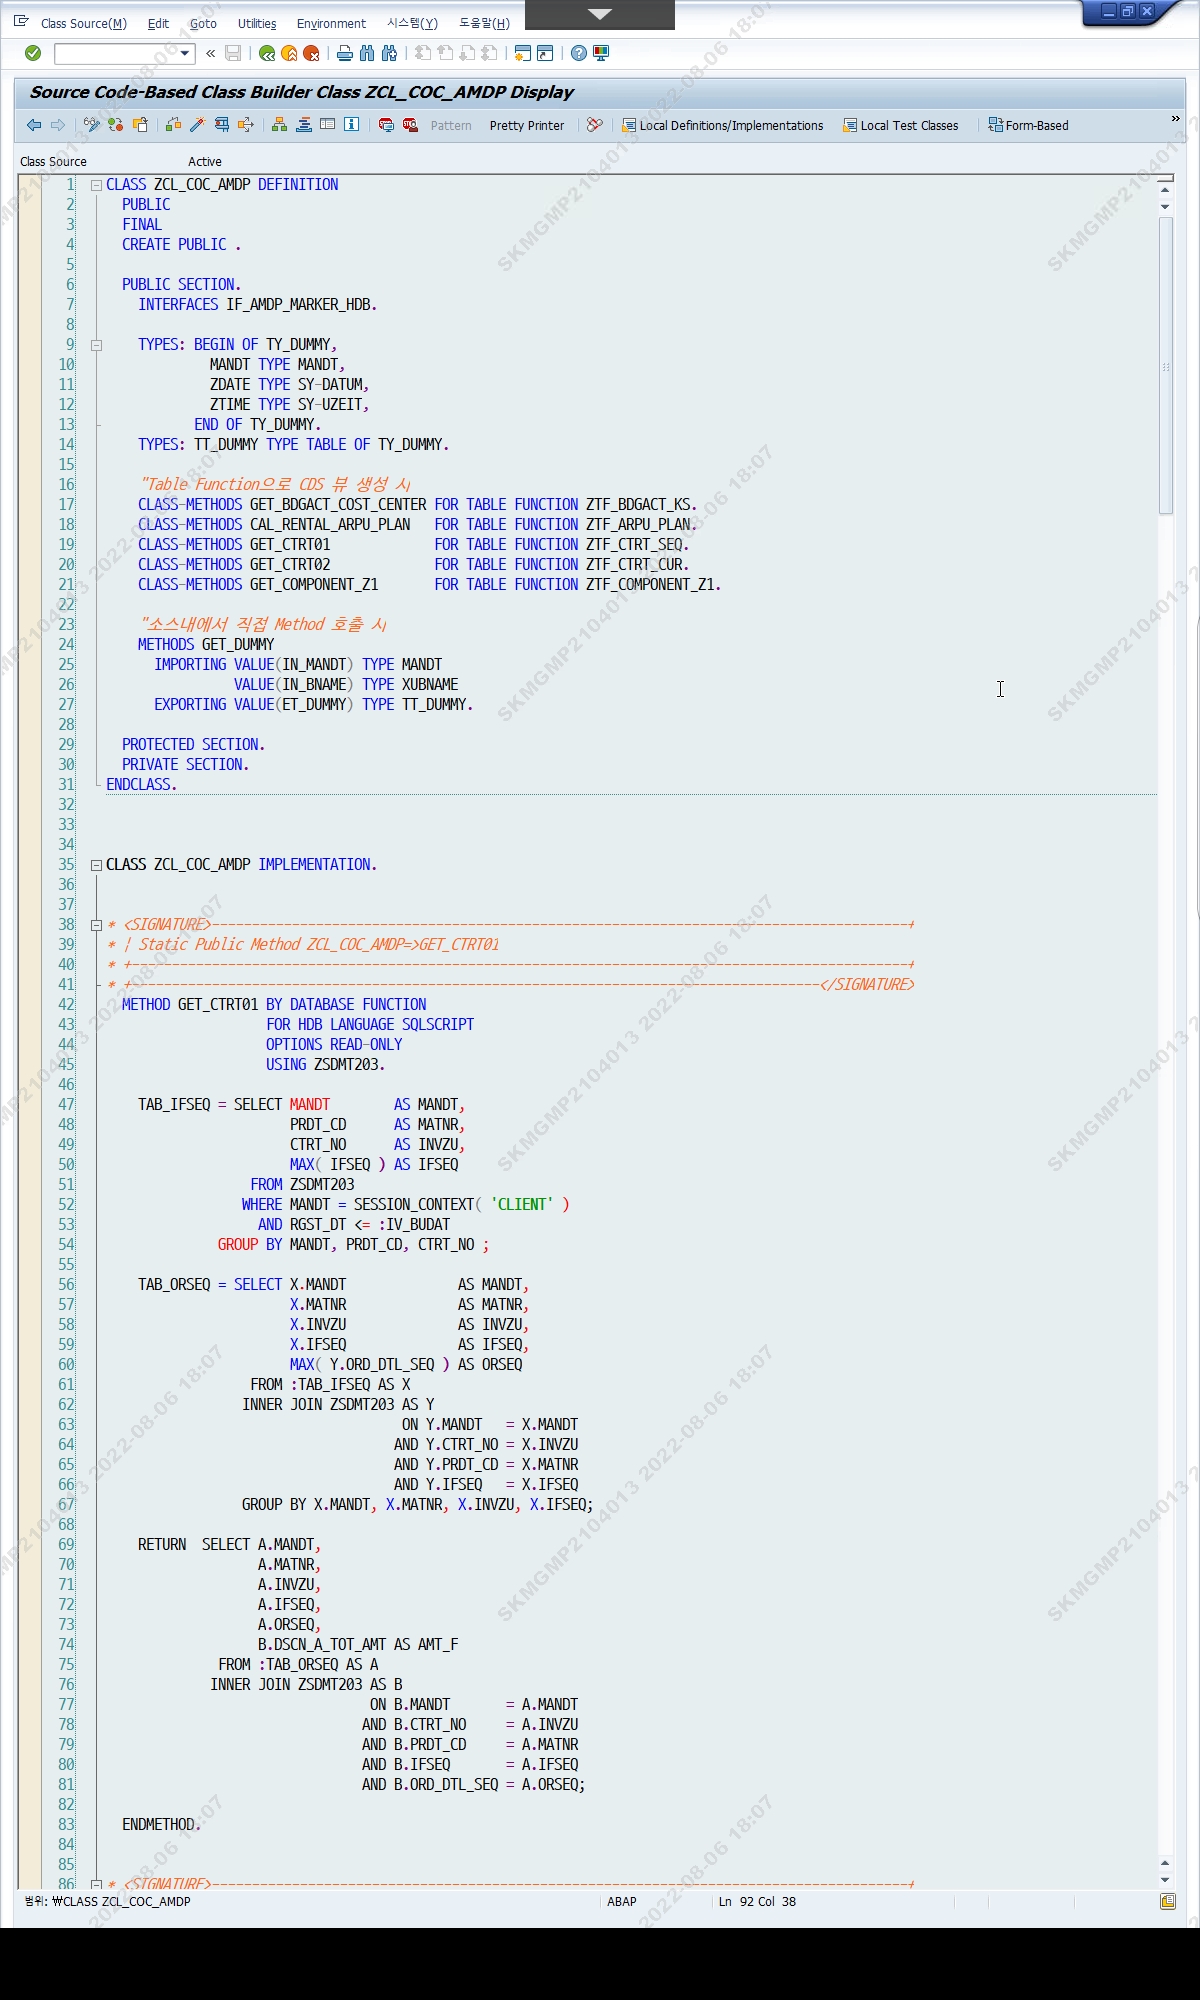 Class Source(M) Edit Goto Utilities Environment 시스템(Y) 도움말(H)
Source Code-Based Class Builder Class ZCL_COC_AMDP Display
Pattern Pretty Printer Local Definitions/Implementations Local Test Classes Form-Based
Class Source Active
1 CLASS ZCL_COC_AMDP DEFINITION
2 PUBLIC
3 FINAL
4 CREATE PUBLIC .
5
6 PUBLIC SECTION.
7 INTERFACES IF_AMDP_MARKER_HDB.
8
9 TYPES: BEGIN OF TY_DUMMY,
10 MANDT TYPE MANDT,
11 ZDATE TYPE SY-DATUM,
12 ZTIME TYPE SY-UZEIT,
13 END OF TY_DUMMY.
14 TYPES: TT_DUMMY TYPE TABLE OF TY_DUMMY.
15
16 "Table Function으로 CDS 뷰 생성 시
17 CLASS-METHODS GET_BDGACT_COST_CENTER FOR TABLE FUNCTION ZTF_BDGACT_KS.
18 CLASS-METHODS CAL_RENTAL_ARPU_PLAN FOR TABLE FUNCTION ZTF_ARPU_PLAN.
19 CLASS-METHODS GET_CTRT01 FOR TABLE FUNCTION ZTF_CTRT_SEQ.
20 CLASS-METHODS GET_CTRT02 FOR TABLE FUNCTION ZTF_CTRT_CUR.
21 CLASS-METHODS GET_COMPONENT_Z1 FOR TABLE FUNCTION ZTF_COMPONENT_Z1.
22
23 "소스내에서 직접 Method 호출 시
24 METHODS GET_DUMMY
25 IMPORTING VALUE(IN_MANDT) TYPE MANDT
26 VALUE(IN_BNAME) TYPE XUBNAME
27 EXPORTING VALUE(ET_DUMMY) TYPE TT_DUMMY.
28
29 PROTECTED SECTION.
30 PRIVATE SECTION.
31 ENDCLASS.
32
33
34
35 CLASS ZCL_COC_AMDP IMPLEMENTATION.
36
37
38 * <SIGNATURE>---------------------------------------------------------------------------------------+
39 * | Static Public Method ZCL_COC_AMDP=>GET_CTRT01
40 * +-------------------------------------------------------------------------------------------------+
41 * +--------------------------------------------------------------------------------------</SIGNATURE>
42 METHOD GET_CTRT01 BY DATABASE FUNCTION
43 FOR HDB LANGUAGE SQLSCRIPT
44 OPTIONS READ-ONLY
45 USING ZSDMT203.
46
47 TAB_IFSEQ = SELECT MANDT AS MANDT,
48 PRDT_CD AS MATNR,
49 CTRT_NO AS INVZU,
50 MAX( IFSEQ ) AS IFSEQ
51 FROM ZSDMT203
52 WHERE MANDT = SESSION_CONTEXT( 'CLIENT' )
53 AND RGST_DT <= :IV_BUDAT
54 GROUP BY MANDT, PRDT_CD, CTRT_NO ;
55
56 TAB_ORSEQ = SELECT X.MANDT AS MANDT,
57 X.MATNR AS MATNR,
58 X.INVZU AS INVZU,
59 X.IFSEQ AS IFSEQ,
60 MAX( Y.ORD_DTL_SEQ ) AS ORSEQ
61 FROM :TAB_IFSEQ AS X
62 INNER JOIN ZSDMT203 AS Y
63 ON Y.MANDT = X.MANDT
64 AND Y.CTRT_NO = X.INVZU
65 AND Y.PRDT_CD = X.MATNR
66 AND Y.IFSEQ = X.IFSEQ
67 GROUP BY X.MANDT, X.MATNR, X.INVZU, X.IFSEQ;
68
69 RETURN SELECT A.MANDT,
70 A.MATNR,
71 A.INVZU,
72 A.IFSEQ,
73 A.ORSEQ,
74 B.DSCN_A_TOT_AMT AS AMT_F
75 FROM :TAB_ORSEQ AS A
76 INNER JOIN ZSDMT203 AS B
77 ON B.MANDT = A.MANDT
78 AND B.CTRT_NO = A.INVZU
79 AND B.PRDT_CD = A.MATNR
80 AND B.IFSEQ = A.IFSEQ
81 AND B.ORD_DTL_SEQ = A.ORSEQ;
82
83 ENDMETHOD.
84
85
86 * <SIGNATURE>---------------------------------------------------------------------------------------+
범위: ₩CLASS ZCL_COC_AMDP ABAP Ln 92 Col 38
SKMGMP2104013 2022-08-06 18:07
SKMGMP2104013 2022-08-06 18:07
SKMGMP2104013 2022-08-06 18:07
SKMGMP2104013 2022-08-06 18:07